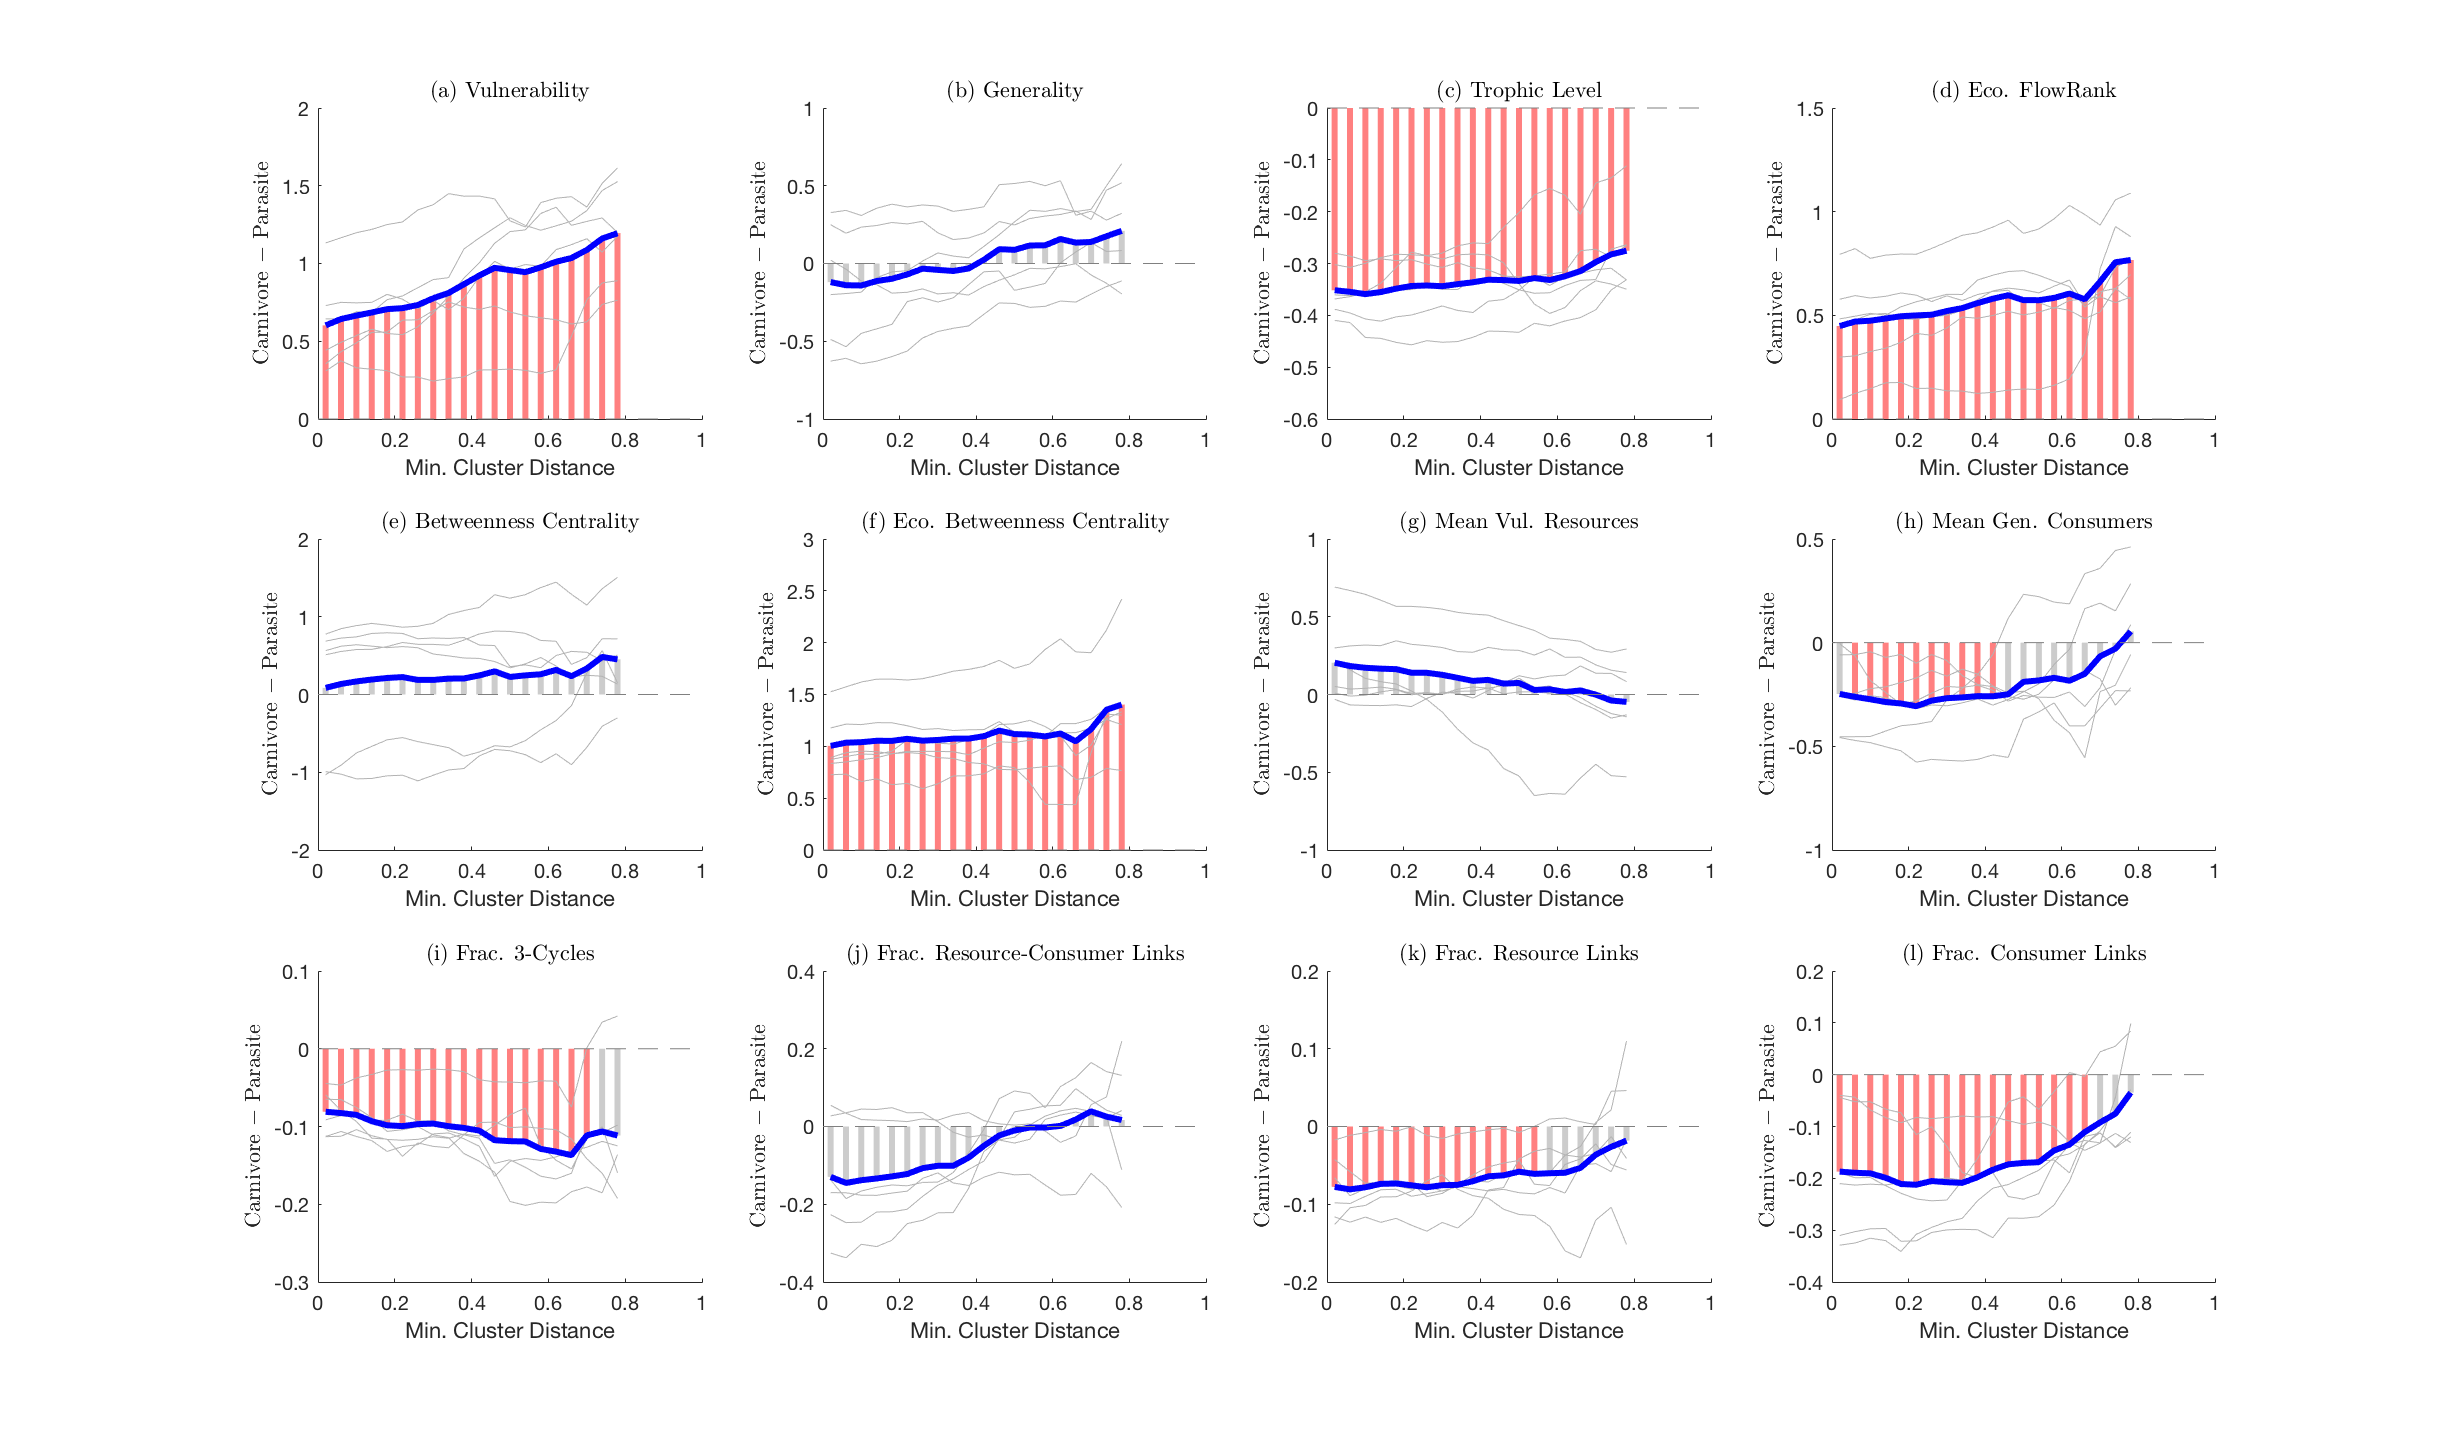 (a) Vulnerability
2
1.5
1
0.5
0
Carnivore – Parasite
0 0.2 0.4 0.6 0.8 1
Min. Cluster Distance
(b) Generality
1
0.5
0
-0.5
-1
Carnivore – Parasite
0 0.2 0.4 0.6 0.8 1
Min. Cluster Distance
(c) Trophic Level
0
-0.1
-0.2
-0.3
-0.4
-0.5
-0.6
Carnivore – Parasite
0 0.2 0.4 0.6 0.8 1
Min. Cluster Distance
(d) Eco. FlowRank
1.5
1
0.5
0
Carnivore – Parasite
0 0.2 0.4 0.6 0.8 1
Min. Cluster Distance
(e) Betweenness Centrality
2
1
0
-1
-2
Carnivore – Parasite
0 0.2 0.4 0.6 0.8 1
Min. Cluster Distance
(f) Eco. Betweenness Centrality
3
2.5
2
1.5
1
0.5
0
Carnivore – Parasite
0 0.2 0.4 0.6 0.8 1
Min. Cluster Distance
(g) Mean Vul. Resources
1
0.5
0
-0.5
-1
Carnivore – Parasite
0 0.2 0.4 0.6 0.8 1
Min. Cluster Distance
(h) Mean Gen. Consumers
0.5
0
-0.5
-1
Carnivore – Parasite
0 0.2 0.4 0.6 0.8 1
Min. Cluster Distance
(i) Frac. 3-Cycles
0.1
0
-0.1
-0.2
-0.3
Carnivore – Parasite
0 0.2 0.4 0.6 0.8 1
Min. Cluster Distance
(j) Frac. Resource-Consumer Links
0.4
0.2
0
-0.2
-0.4
Carnivore – Parasite
0 0.2 0.4 0.6 0.8 1
Min. Cluster Distance
(k) Frac. Resource Links
0.2
0.1
0
-0.1
-0.2
Carnivore – Parasite
0 0.2 0.4 0.6 0.8 1
Min. Cluster Distance
(l) Frac. Consumer Links
0.2
0.1
0
-0.1
-0.2
-0.3
-0.4
Carnivore – Parasite
0 0.2 0.4 0.6 0.8 1
Min. Cluster Distance